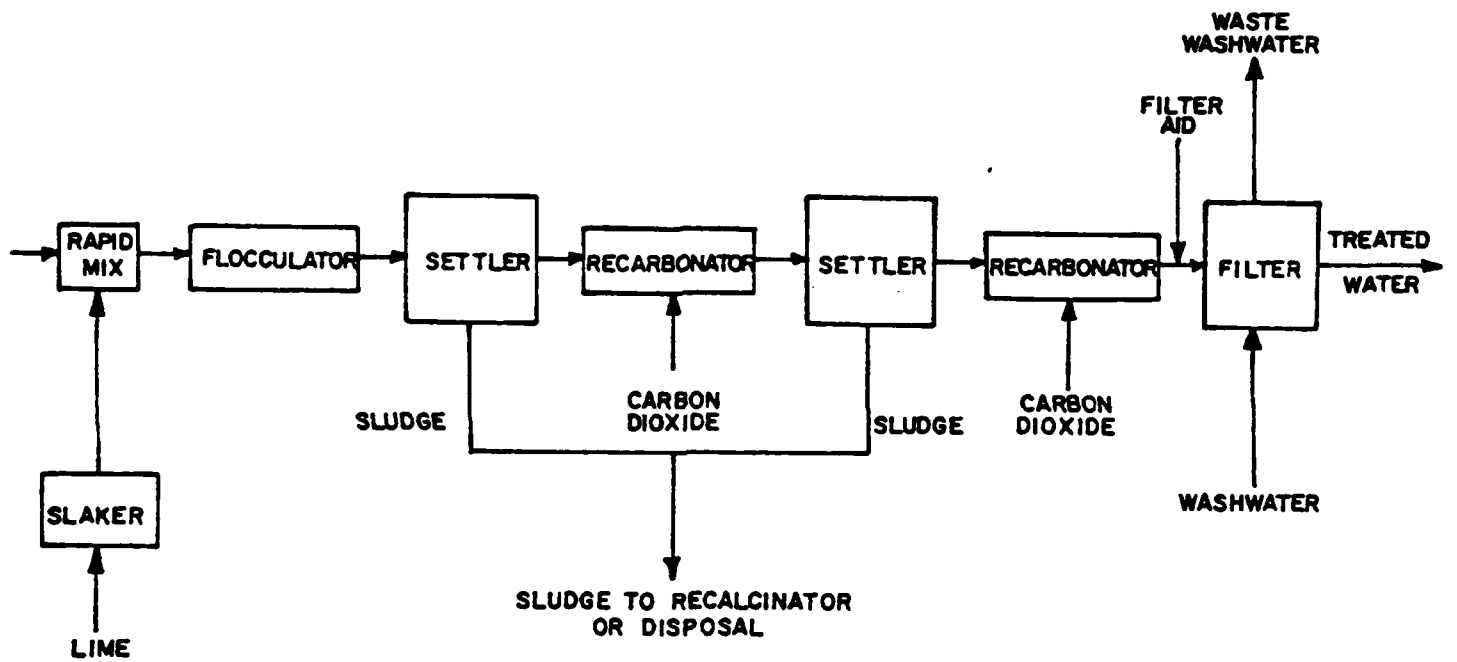 WASTE
WASHWATER
FILTER
AID
RAPID
MIX
FLOCCULATOR
SETTLER
RECARBONATOR
SETTLER
RECARBONATOR
FILTER
TREATED
WATER
SLUDGE
CARBON
DIOXIDE
SLUDGE
CARBON
DIOXIDE
SLAKER
WASHWATER
SLUDGE TO RECALCINATOR
OR DISPOSAL
LIME